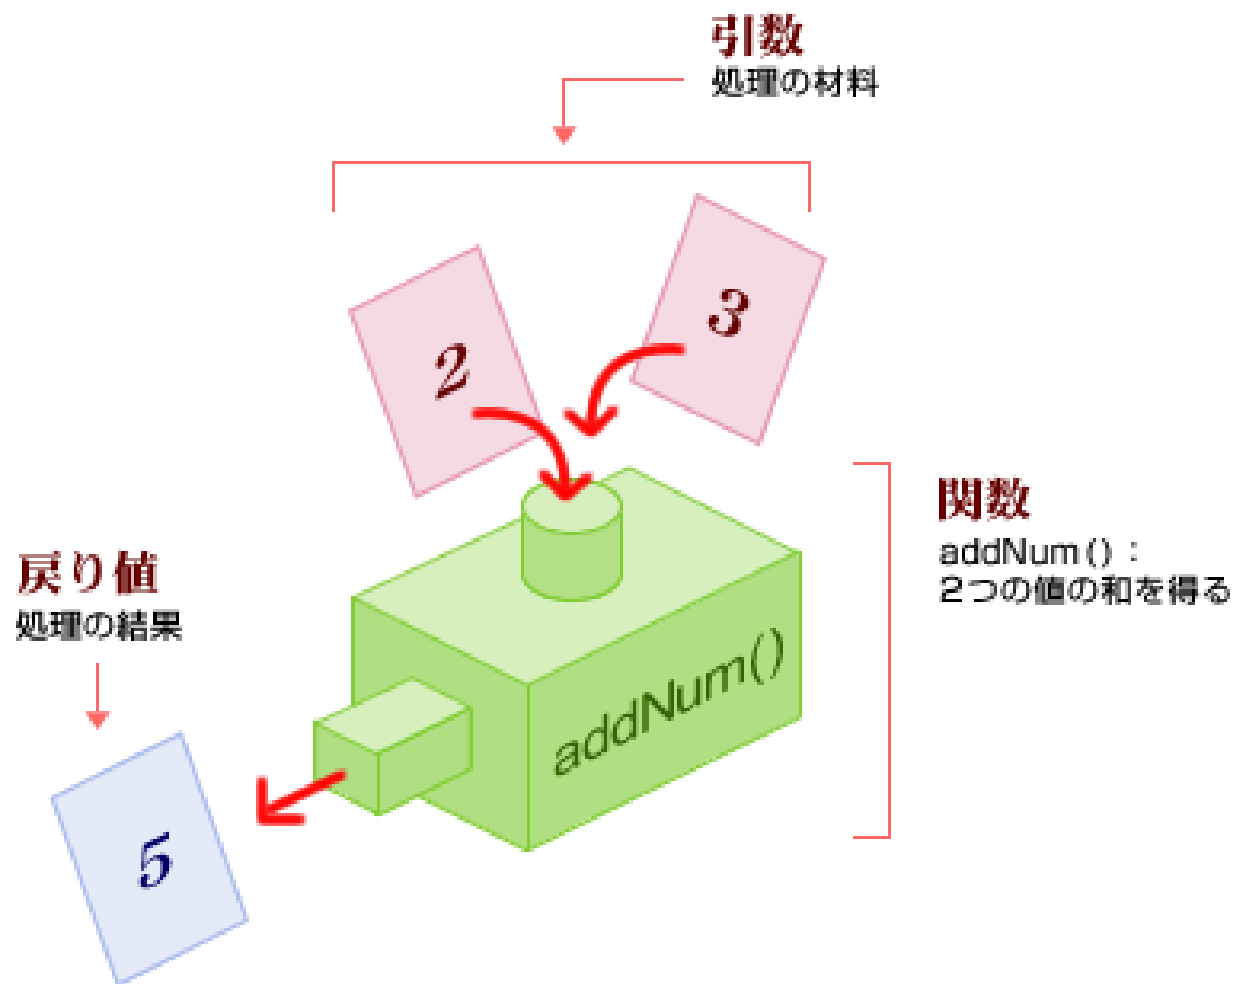 引数
処理の材料
2
3
関数
addNum()：
2つの値の和を得る
戻り値
処理の結果
addNum()
5